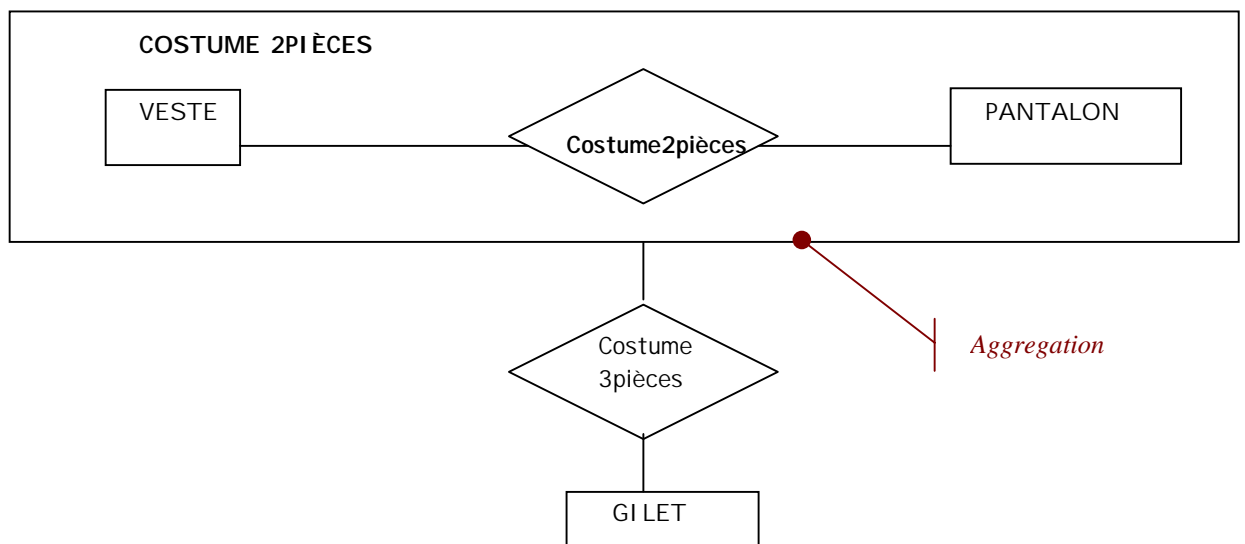 COSTUME 2PIÈCES
VESTE
Costume2pièces
PANTALON
Costume
3pièces
Aggregation
GILET